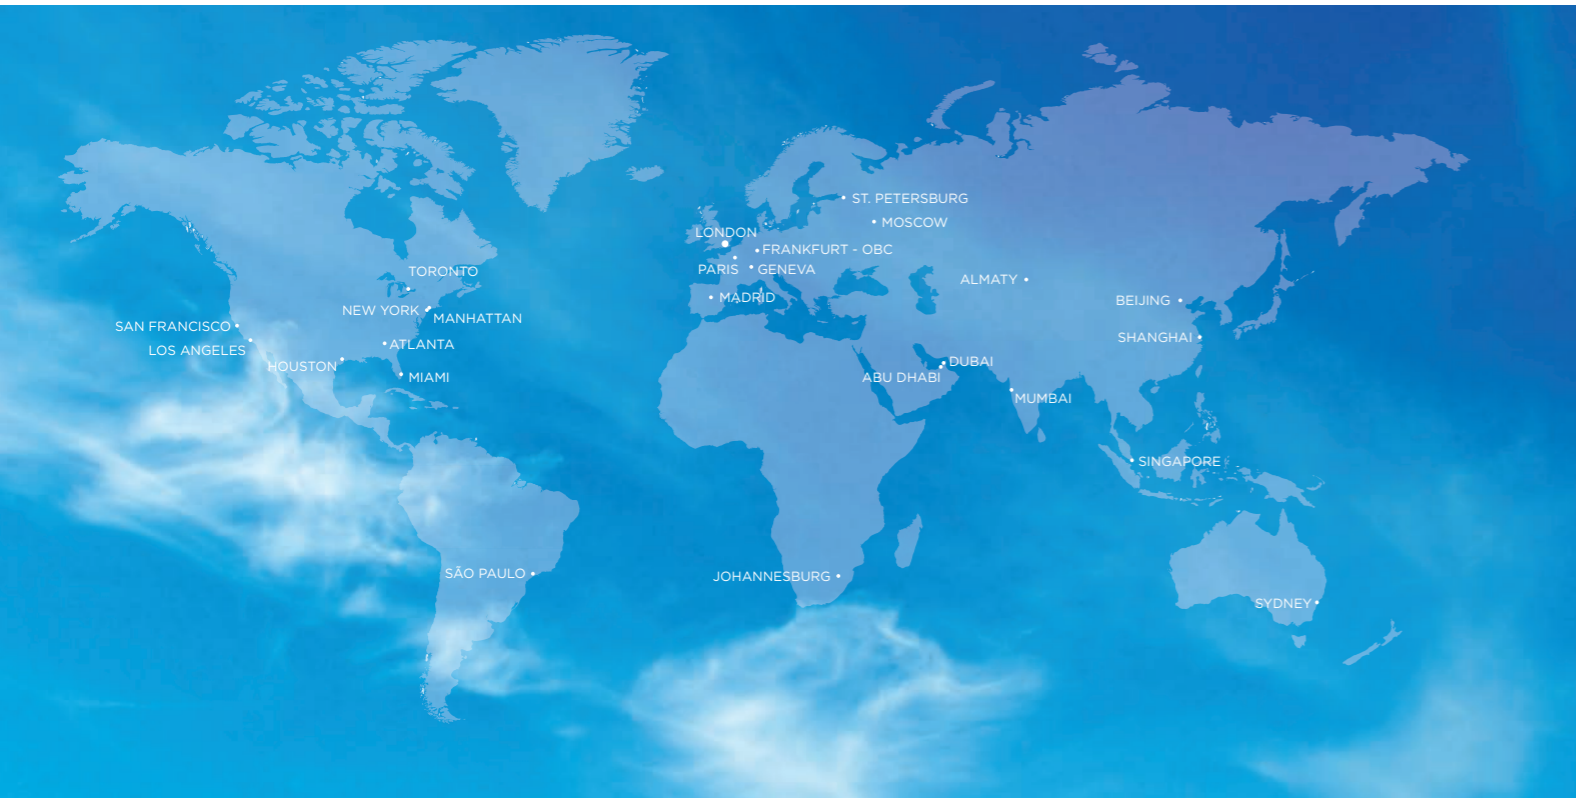 ST. PETERSBURG
MOSCOW
LONDON
FRANKFURT - OBC
PARIS
GENEVA
TORONTO
ALMATY
MADRID
BEIJING
NEW YORK
MANHATTAN
SAN FRANCISCO
SHANGHAI
ATLANTA
LOS ANGELES
DUBAI
HOUSTON
MIAMI
ABU DHABI
MUMBAI
SINGAPORE
SÃO PAULO
JOHANNESBURG
SYDNEY